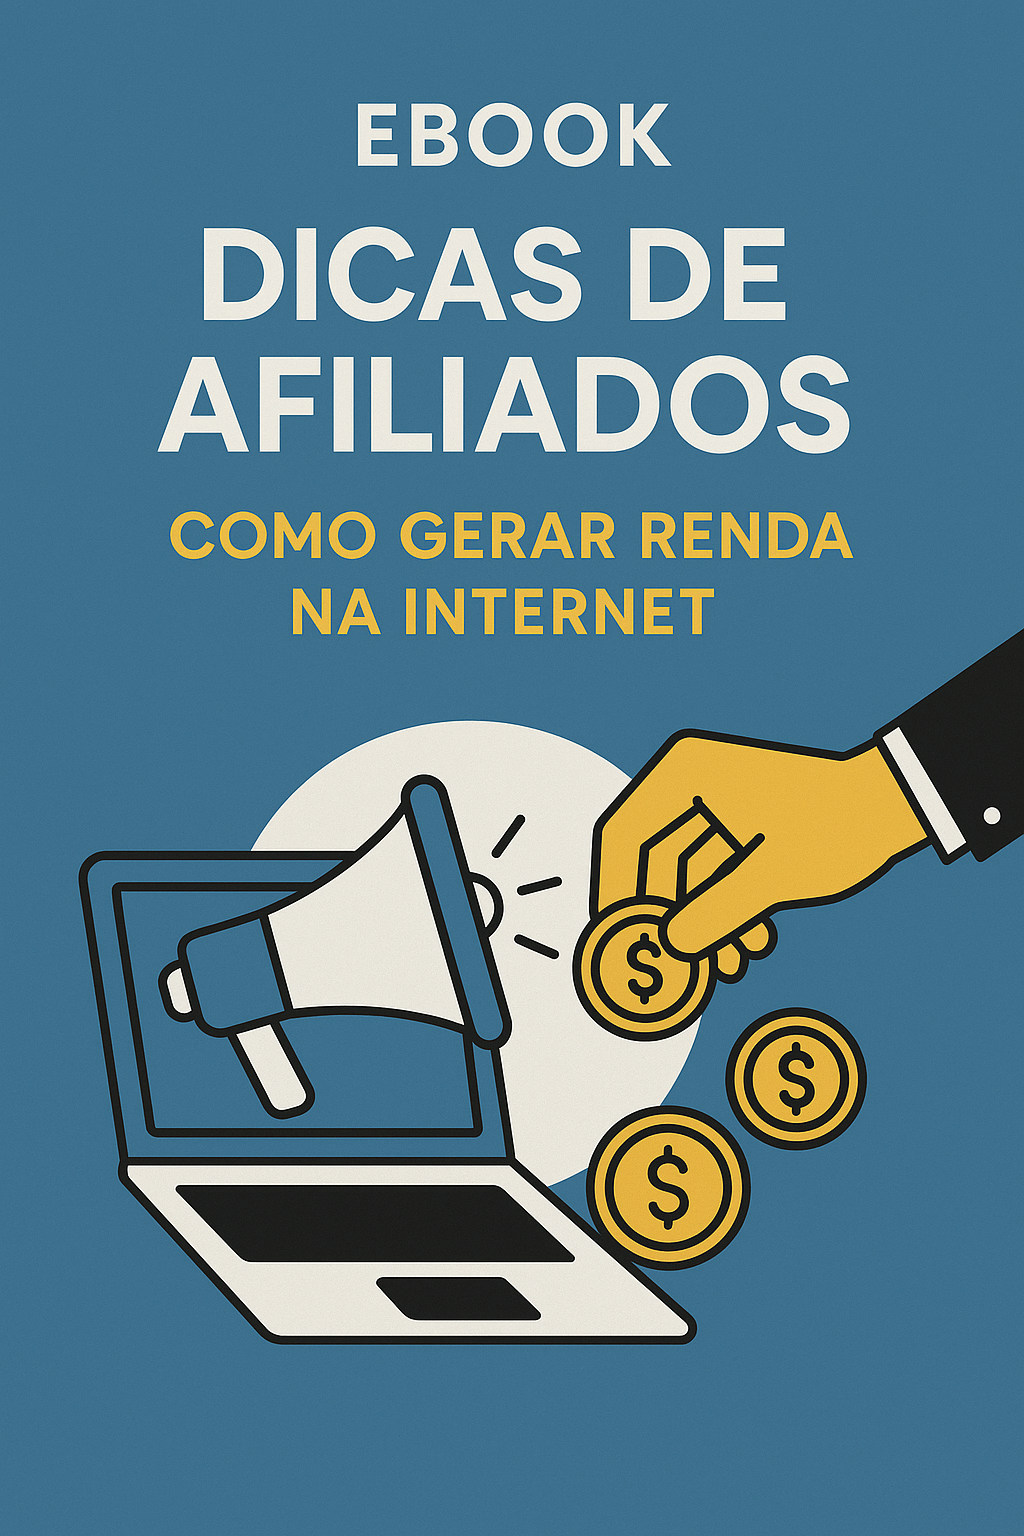 EBOOK
DICAS DE
AFILIADOS
COMO GERAR RENDA
NA INTERNET
$
$
$